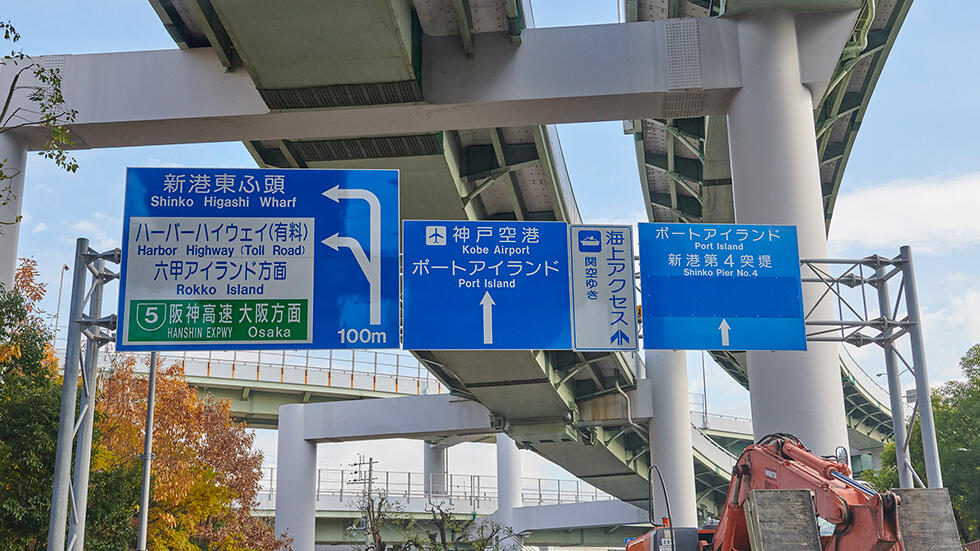 新港東ふ頭
Shinko Higashi Wharf
ハーバーハイウェイ(有料)
Harbor Highway (Toll Road)
六甲アイランド方面
Rokko Island
5 阪神高速 大阪方面
HANSHIN EXPWY Osaka
100m
神戸空港
Kobe Airport
ポートアイランド
Port Island
海上アクセス
関空ゆき
ポートアイランド
Port Island
新港第4突堤
Shinko Pier No.4